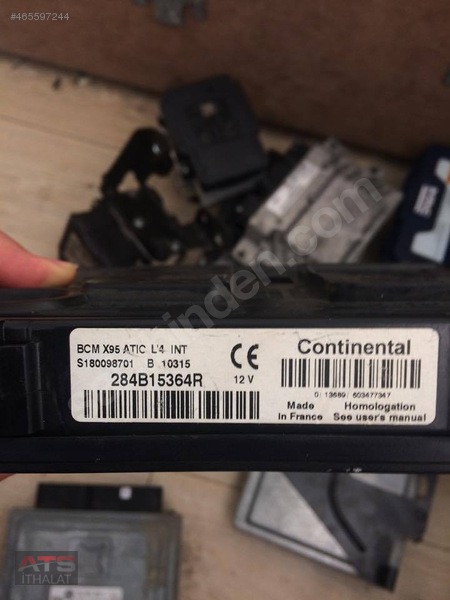 #465597244
BCM X95 ATIC L'4 INT
S180098701 B 10315
284B15364R
12 V
CE
Continental
Made in France
Homologation
See user's manual
sahibinden.com
ATS
İTHALAT